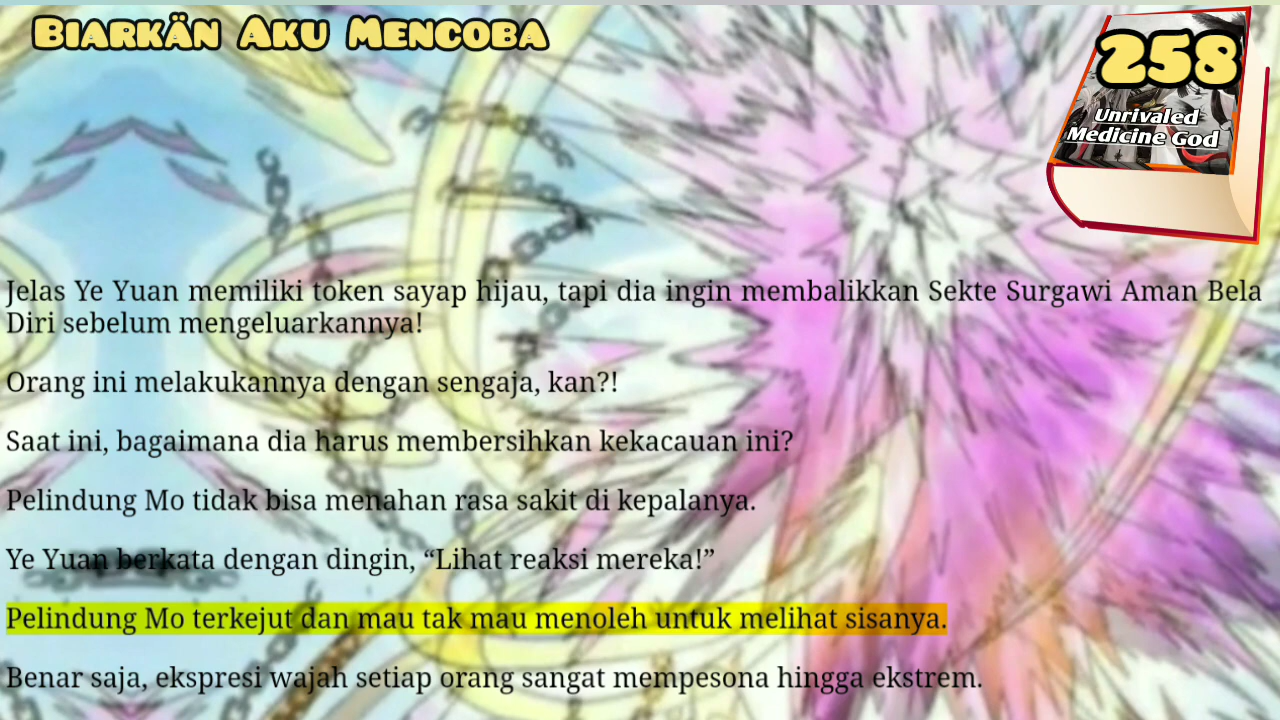 Biarkän Aku Mencoba
258
Unrivaled
Medicine God
Jelas Ye Yuan memiliki token sayap hijau, tapi dia ingin membalikkan Sekte Surgawi Aman Bela
Diri sebelum mengeluarkannya!
Orang ini melakukannya dengan sengaja, kan?!
Saat ini, bagaimana dia harus membersihkan kekacauan ini?
Pelindung Mo tidak bisa menahan rasa sakit di kepalanya.
Ye Yuan berkata dengan dingin, “Lihat reaksi mereka!”
Pelindung Mo terkejut dan mau tak mau menoleh untuk melihat sisanya.
Benar saja, ekspresi wajah setiap orang sangat mempesona hingga ekstrem.